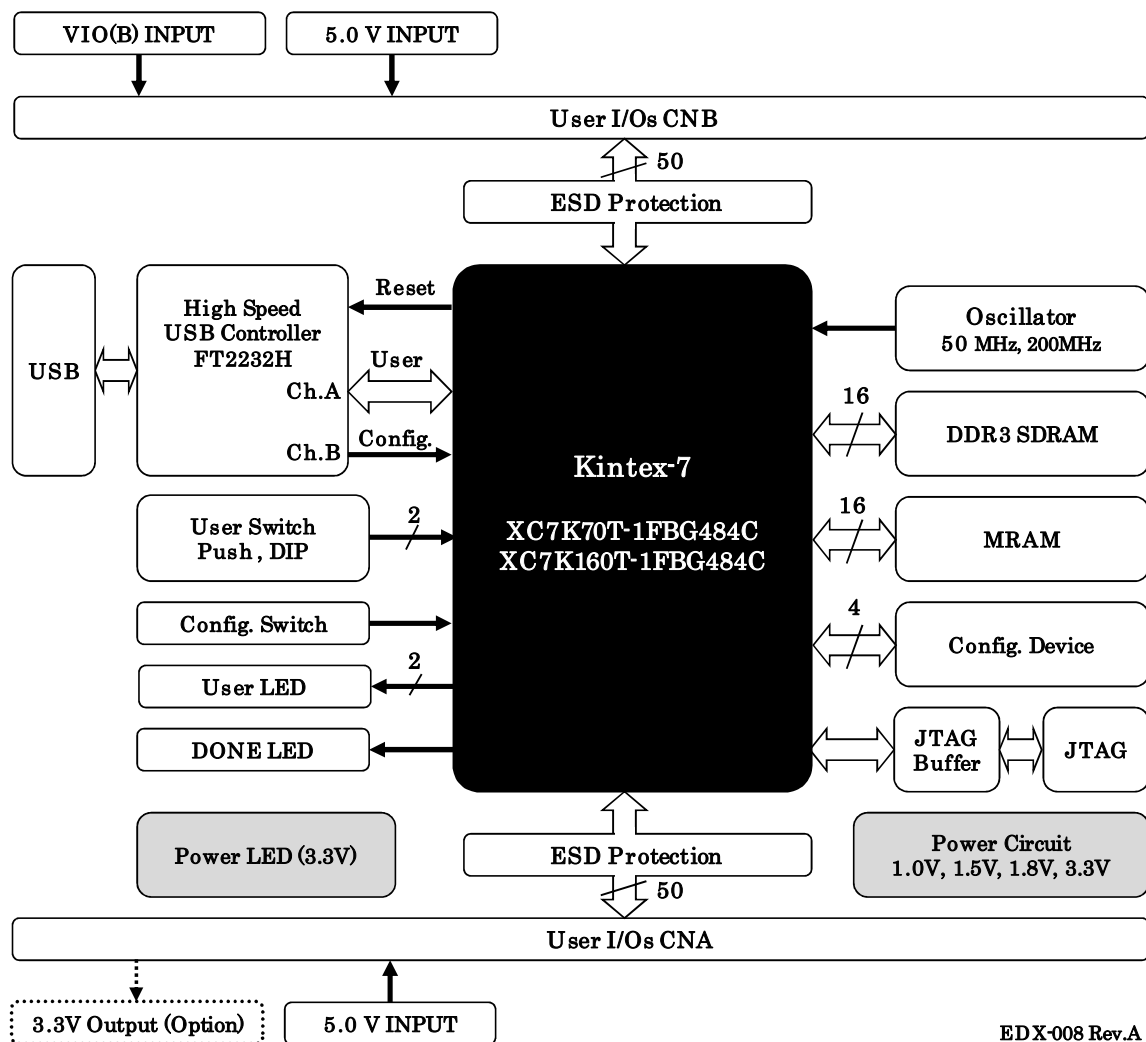 VIO(B) INPUT
5.0 V INPUT
User I/Os CNB
50
ESD Protection
USB
High Speed
USB Controller
FT2232H
Ch.A
Ch.B
Reset
User
Config.
Kintex-7
XC7K70T-1FBG484C
XC7K160T-1FBG484C
Oscillator
50 MHz, 200MHz
16
DDR3 SDRAM
User Switch
Push , DIP
2
16
MRAM
Config. Switch
4
Config. Device
User LED
2
DONE LED
JTAG
Buffer
JTAG
Power LED (3.3V)
ESD Protection
50
Power Circuit
1.0V, 1.5V, 1.8V, 3.3V
User I/Os CNA
3.3V Output (Option)
5.0 V INPUT
EDX-008 Rev.A